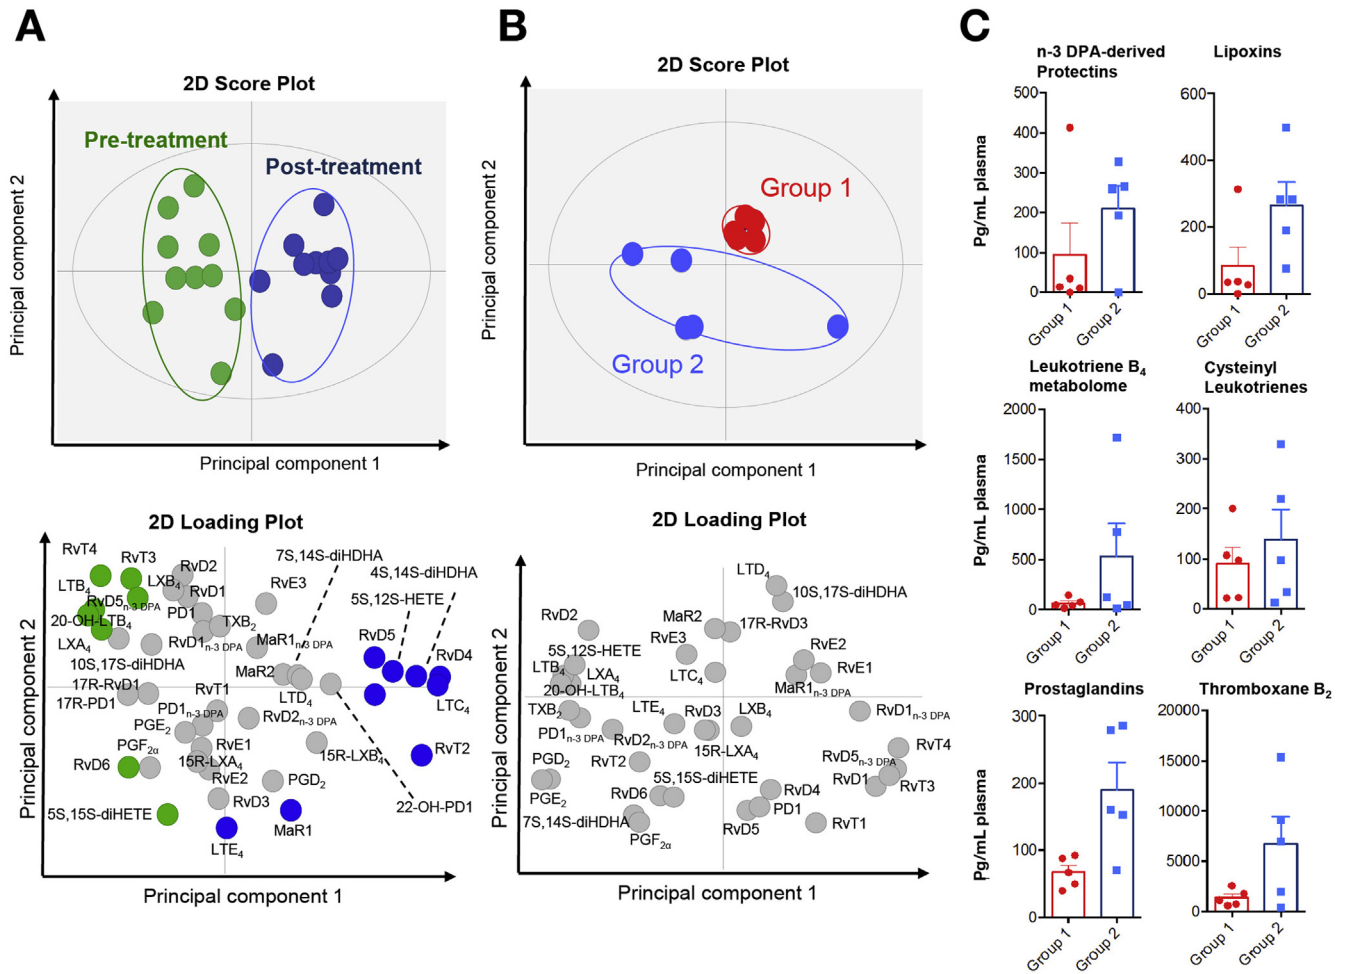 A
2D Score Plot
Pre-treatment
Post-treatment
Principal component 2
Principal component 1
2D Loading Plot
RvT4
RvT3
LTB4
LXB4
RvD2
RvD1
RvD5n-3 DPA
PD1
20-OH-LTB4
TXB2
LXA4
RvD1n-3 DPA
10S,17S-diHDHA
17R-RvD1
17R-PD1
RvE3
MaR1n-3 DPA
MaR2
7S,14S-diHDHA
4S,14S-diHDHA
5S,12S-HETE
RvD5
RvD4
LTC4
LTD4
RvT1
PD1n-3 DPA
RvD2n-3 DPA
PGE2
PGF2α
RvE1
15R-LXA4
15R-LXB4
RvT2
RvD6
RvE2
PGD2
RvD3
22-OH-PD1
5S,15S-diHETE
MaR1
LTE4
Principal component 2
Principal component 1
B
2D Score Plot
Group 1
Group 2
Principal component 2
Principal component 1
2D Loading Plot
LTD4
10S,17S-diHDHA
RvD2
MaR2
17R-RvD3
RvE3
RvE2
5S,12S-HETE
LTB4
LXA4
LTC4
RvE1
20-OH-LTB4
MaR1n-3 DPA
TXB2
LTE4
RvD3
LXB4
RvD1n-3 DPA
PD1n-3 DPA
RvD2n-3 DPA
15R-LXA4
RvT4
PGD2
RvT2
RvD5n-3 DPA
5S,15S-diHETE
RvD1
RvT3
PGE2
RvD6
RvD4
PD1
7S,14S-diHDHA
RvD5
RvT1
PGF2α
Principal component 2
Principal component 1
C
n-3 DPA-derived
Protectins
Pg/mL plasma
500
400
300
200
100
0
Group 1
Group 2
Lipoxins
600
400
200
0
Group 1
Group 2
Leukotriene B4
metabolome
Pg/mL plasma
2000
1500
1000
500
0
Cysteinyl
Leukotrienes
400
300
200
100
0
Prostaglandins
Pg/mL plasma
300
200
100
0
Group 1
Group 2
Thromboxane B2
20000
15000
10000
5000
0
Group 1
Group 2